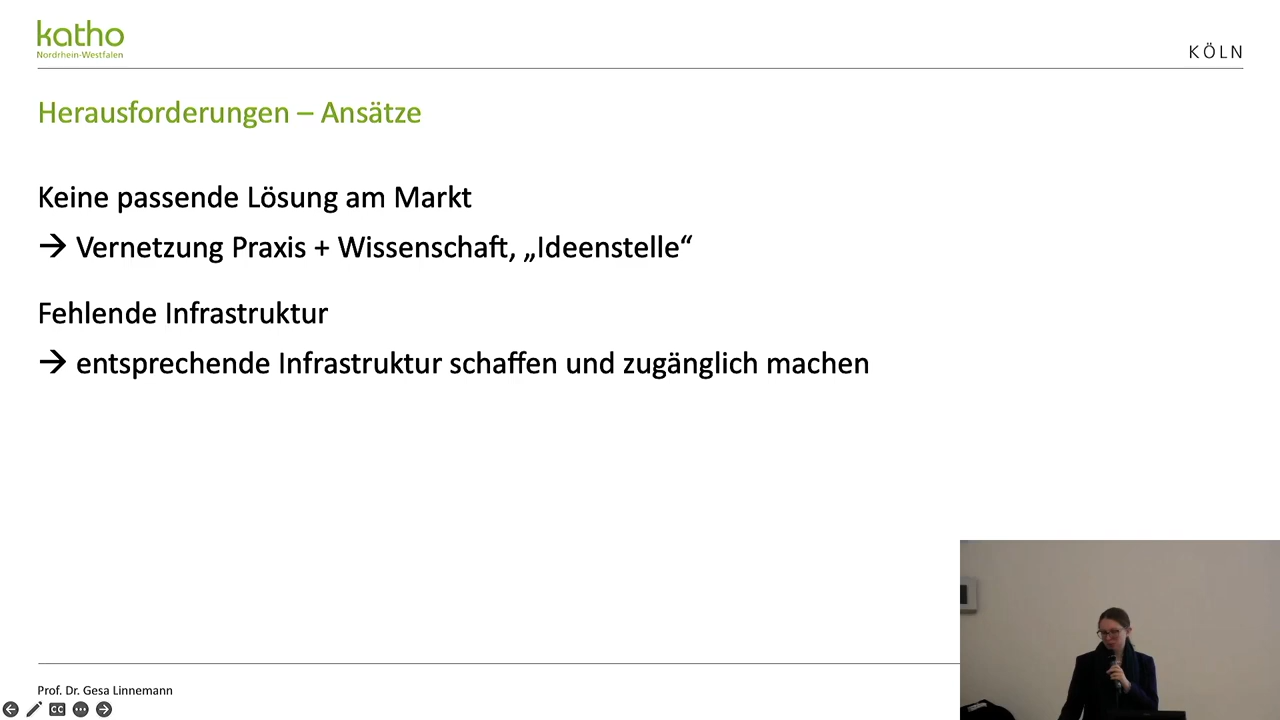 katho
Nordrhein-Westfalen
KÖLN
Herausforderungen – Ansätze
Keine passende Lösung am Markt
→ Vernetzung Praxis + Wissenschaft, „Ideenstelle“
Fehlende Infrastruktur
→ entsprechende Infrastruktur schaffen und zugänglich machen
Prof. Dr. Gesa Linnemann
CC